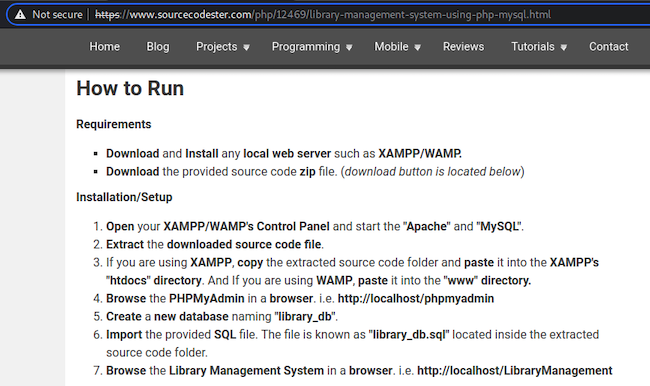 Not secure | https://www.sourcecodester.com/php/12469/library-management-system-using-php-mysql.html
Home Blog Projects Programming Mobile Reviews Tutorials Contact
How to Run
Requirements
Download and Install any local web server such as XAMPP/WAMP.
Download the provided source code zip file. (download button is located below)
Installation/Setup
1. Open your XAMPP/WAMP's Control Panel and start the "Apache" and "MySQL".
2. Extract the downloaded source code file.
3. If you are using XAMPP, copy the extracted source code folder and paste it into the XAMPP's
"htdocs" directory. And If you are using WAMP, paste it into the "www" directory.
4. Browse the PHPMyAdmin in a browser. i.e. http://localhost/phpmyadmin
5. Create a new database naming "library_db".
6. Import the provided SQL file. The file is known as "library_db.sql" located inside the extracted
source code folder.
7. Browse the Library Management System in a browser. i.e. http://localhost/LibraryManagement